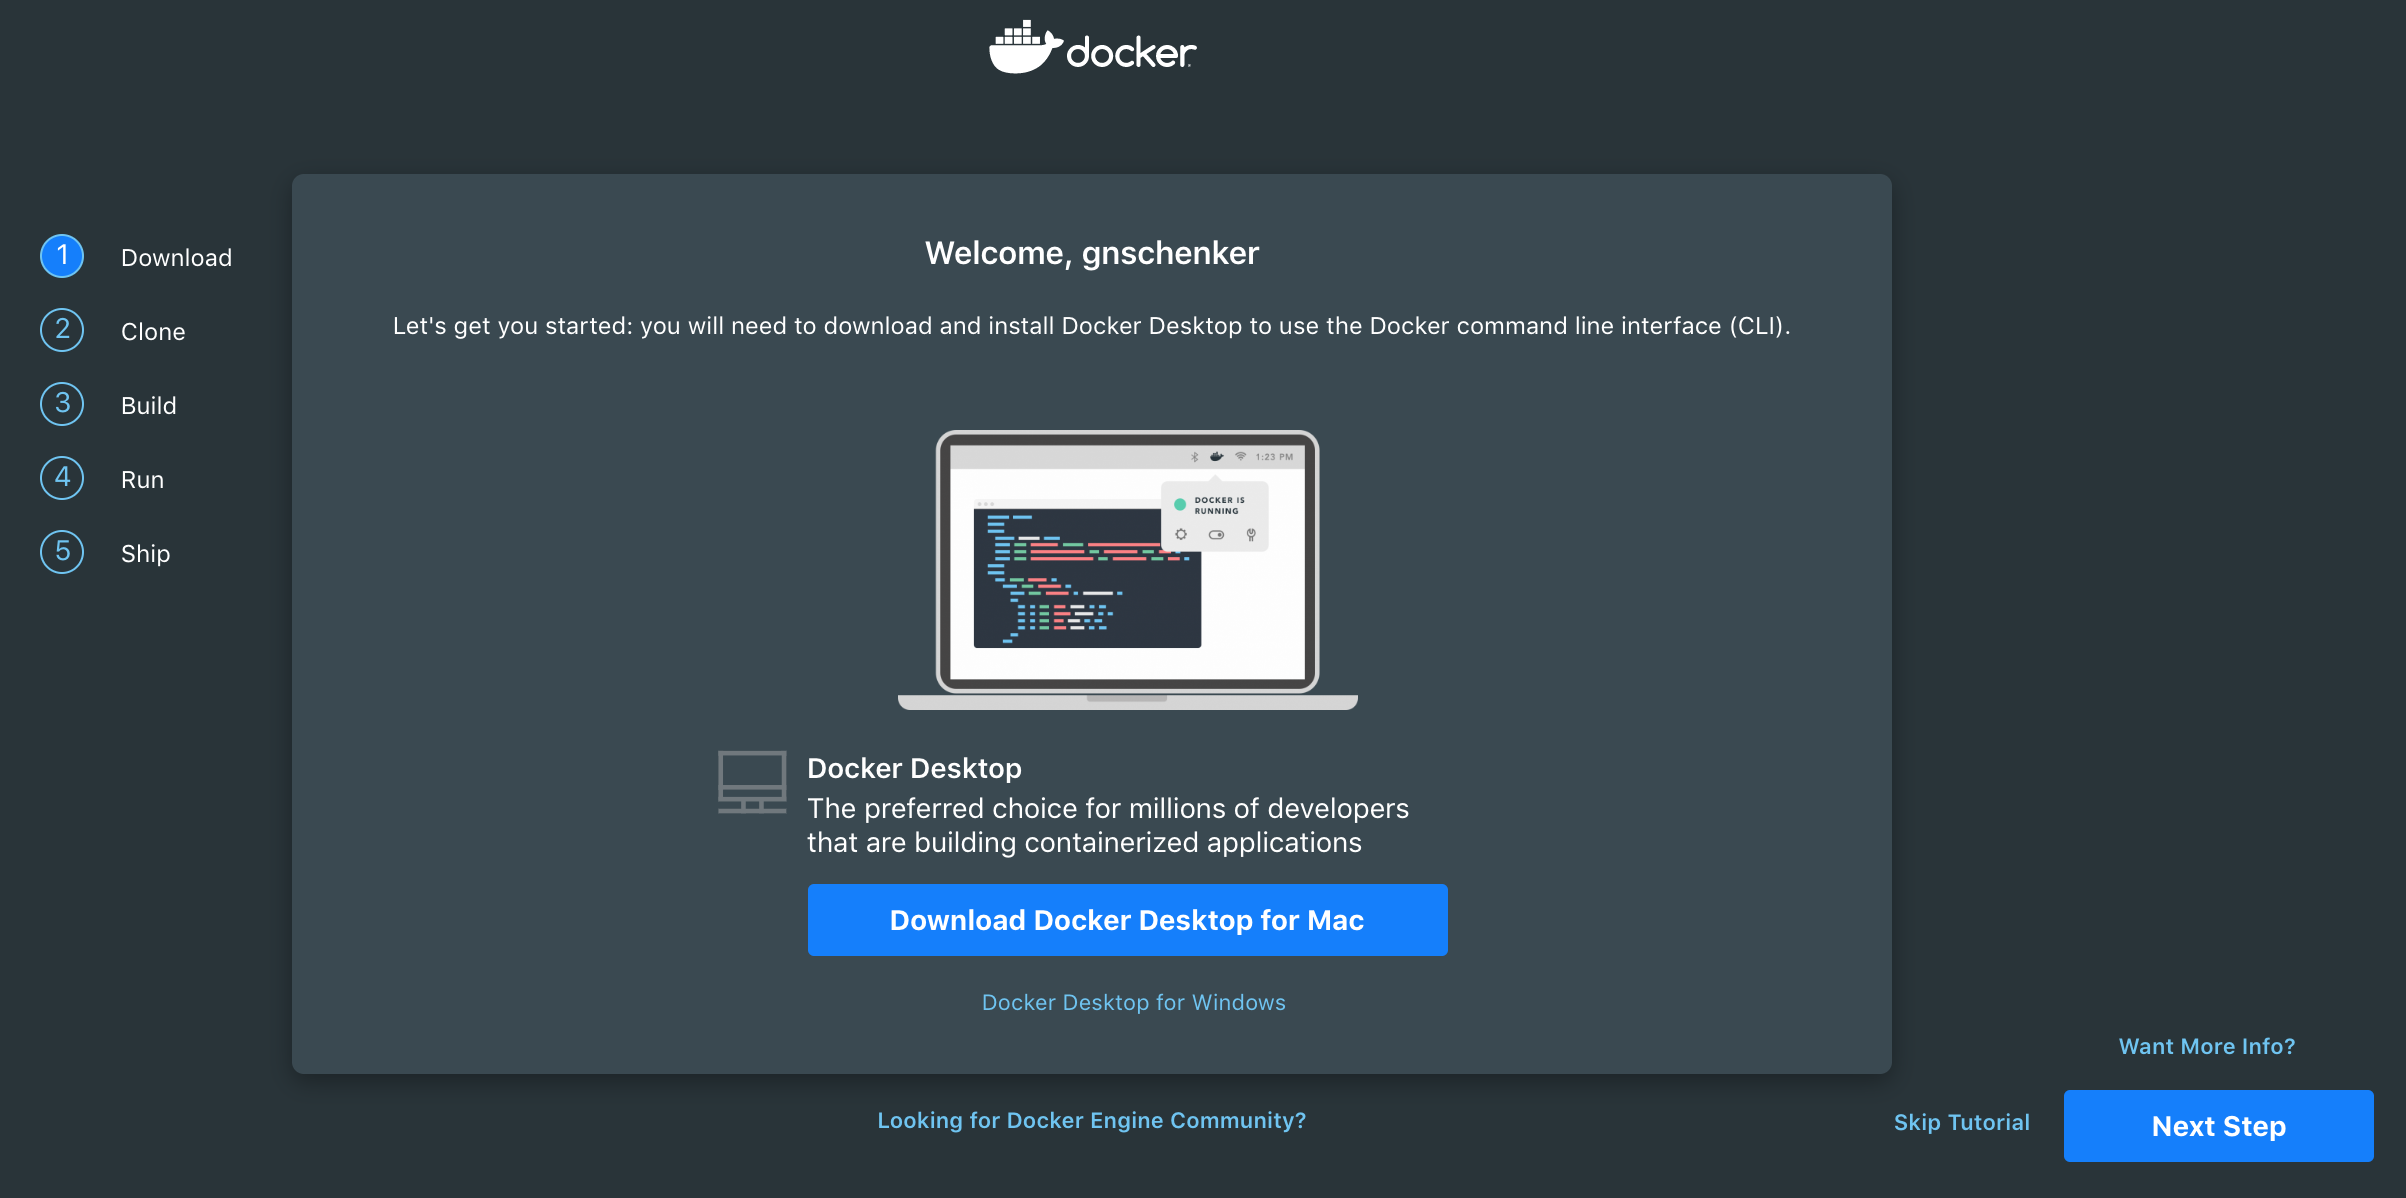 docker
1 Download
2 Clone
3 Build
4 Run
5 Ship
Welcome, gnschenker
Let's get you started: you will need to download and install Docker Desktop to use the Docker command line interface (CLI).
1:23 PM
DOCKER IS
RUNNING
Docker Desktop
The preferred choice for millions of developers
that are building containerized applications
Download Docker Desktop for Mac
Docker Desktop for Windows
Want More Info?
Looking for Docker Engine Community?
Skip Tutorial
Next Step